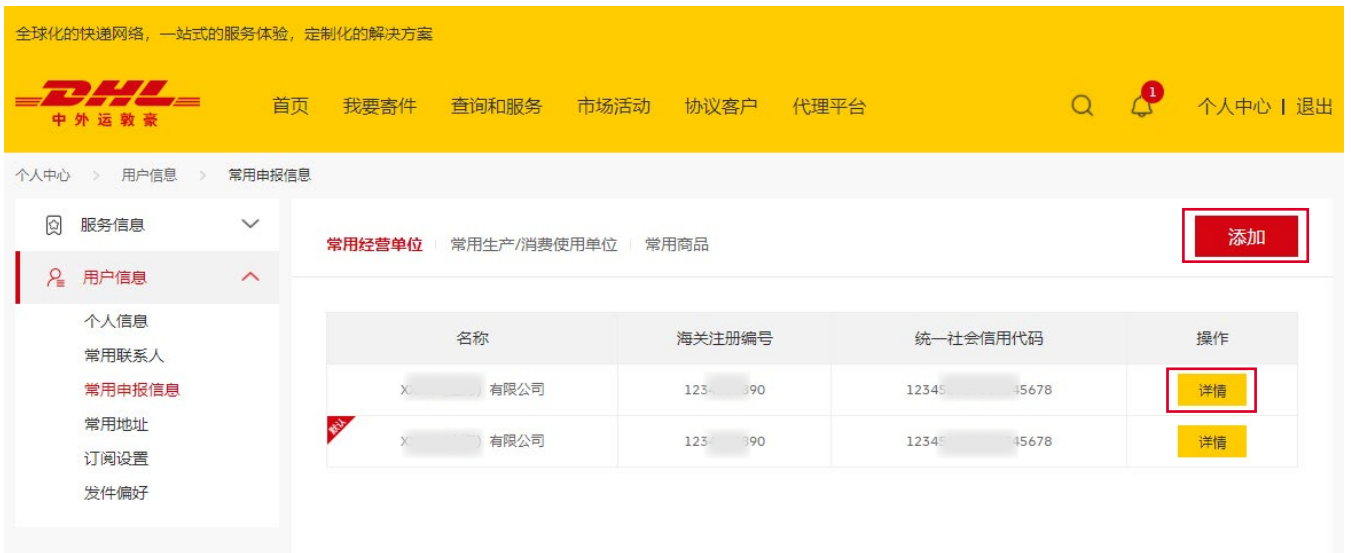 全球化的快递网络，一站式的服务体验，定制化的解决方案
DHL
中外运敦豪
首页 我要寄件 查询和服务 市场活动 协议客户 代理平台 1 个人中心 | 退出
个人中心 > 用户信息 > 常用申报信息
服务信息
用户信息
个人信息
常用联系人
常用申报信息
常用地址
订阅设置
发件偏好
常用经营单位 | 常用生产/消费使用单位 | 常用商品
添加
名称 海关注册编号 统一社会信用代码 操作
X ) 有限公司 123 390 12345 45678 详情
默认
X ) 有限公司 123 390 12345 45678 详情